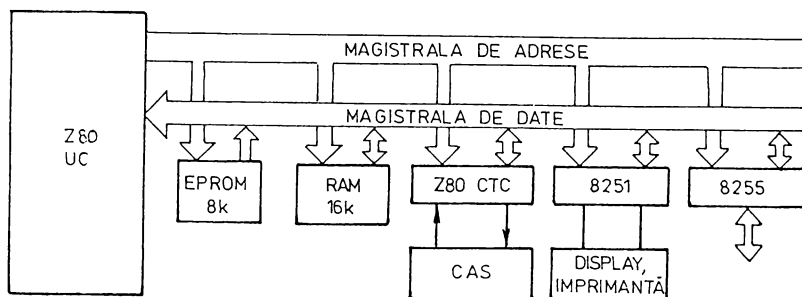 MAGISTRALA DE ADRESE
MAGISTRALA DE DATE
Z80
UC
EPROM
8k
RAM
16k
Z80 CTC
8251
8255
CAS
DISPLAY,
IMPRIMANTĂ